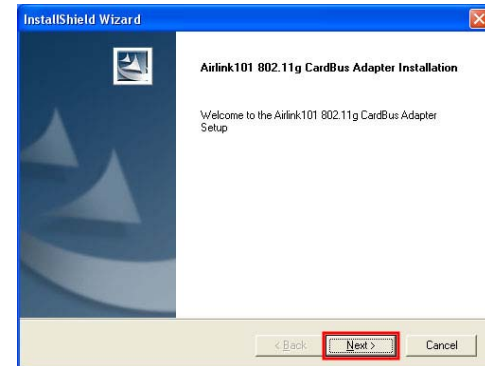 InstallShield Wizard
Airlink101 802.11g CardBus Adapter Installation
Welcome to the Airlink101 802.11g CardBus Adapter
Setup
< Back
Next >
Cancel